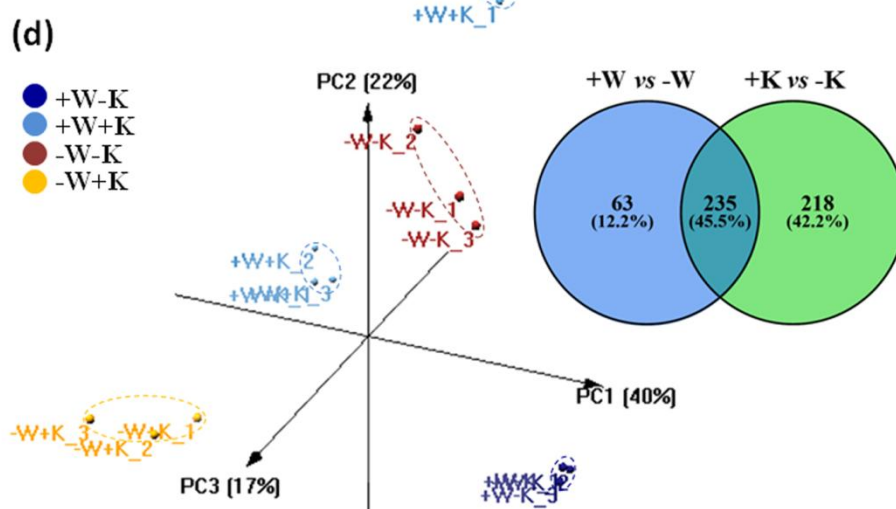 +W+K_1
(d)
PC2 (22%)
+W vs -W
+K vs -K
+W-K
+W+K
-W-K
-W+K
-W-K_2
-W-K_1
-W-K_3
63
(12.2%)
235
(45.5%)
218
(42.2%)
+W+K_2
PC1 (40%)
-W+K_3
-W+K_1
-W+K_2
PC3 (17%)
+W-K_3